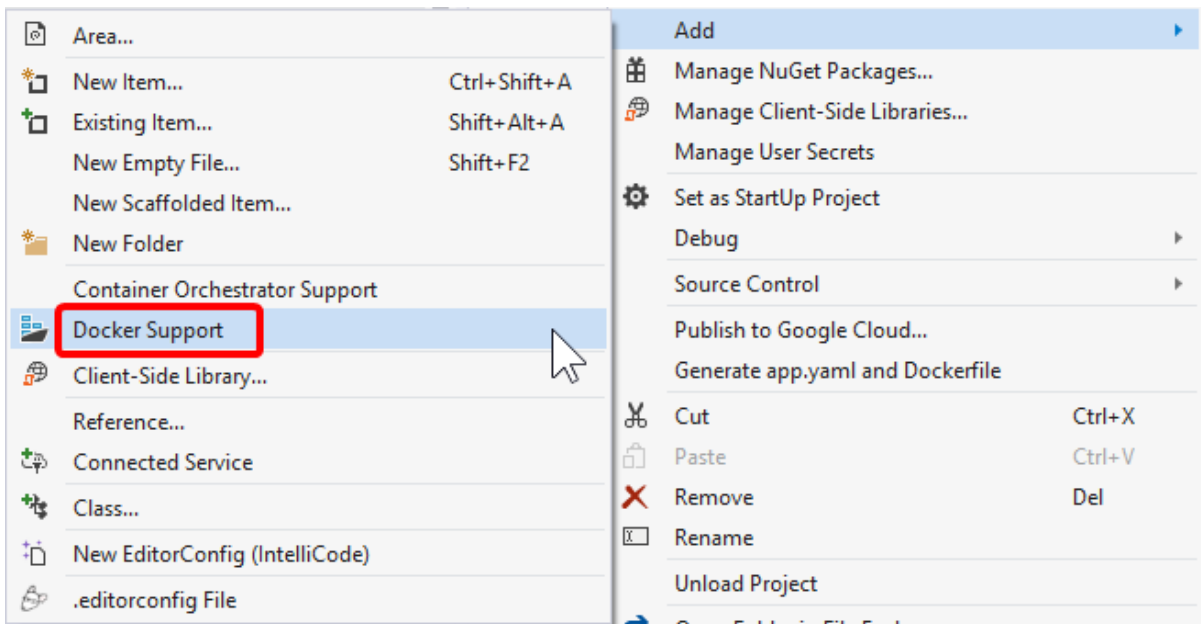 Area...
New Item... Ctrl+Shift+A
Existing Item... Shift+Alt+A
New Empty File... Shift+F2
New Scaffolded Item...
New Folder
Container Orchestrator Support
Docker Support
Client-Side Library...
Reference...
Connected Service
Class...
New EditorConfig (IntelliCode)
.editorconfig File
Add
Manage NuGet Packages...
Manage Client-Side Libraries...
Manage User Secrets
Set as StartUp Project
Debug
Source Control
Publish to Google Cloud...
Generate app.yaml and Dockerfile
Cut Ctrl+X
Paste Ctrl+V
Remove Del
Rename
Unload Project